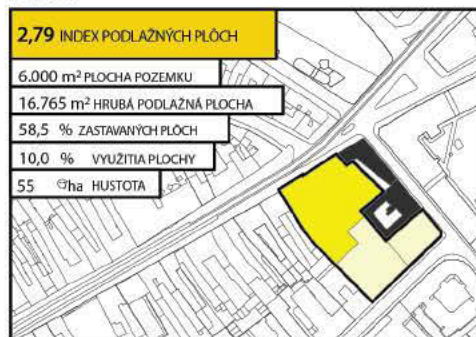 2,79 INDEX PODLAŽNÝCH PLÔCH
6.000 m² PLOCHA POZEMKU
16.765 m² HRUBÁ PODLAŽNÁ PLOCHA
58,5 % ZASTAVANÝCH PLÔCH
10,0 % VYUŽITIA PLOCHY
55 /ha HUSTOTA